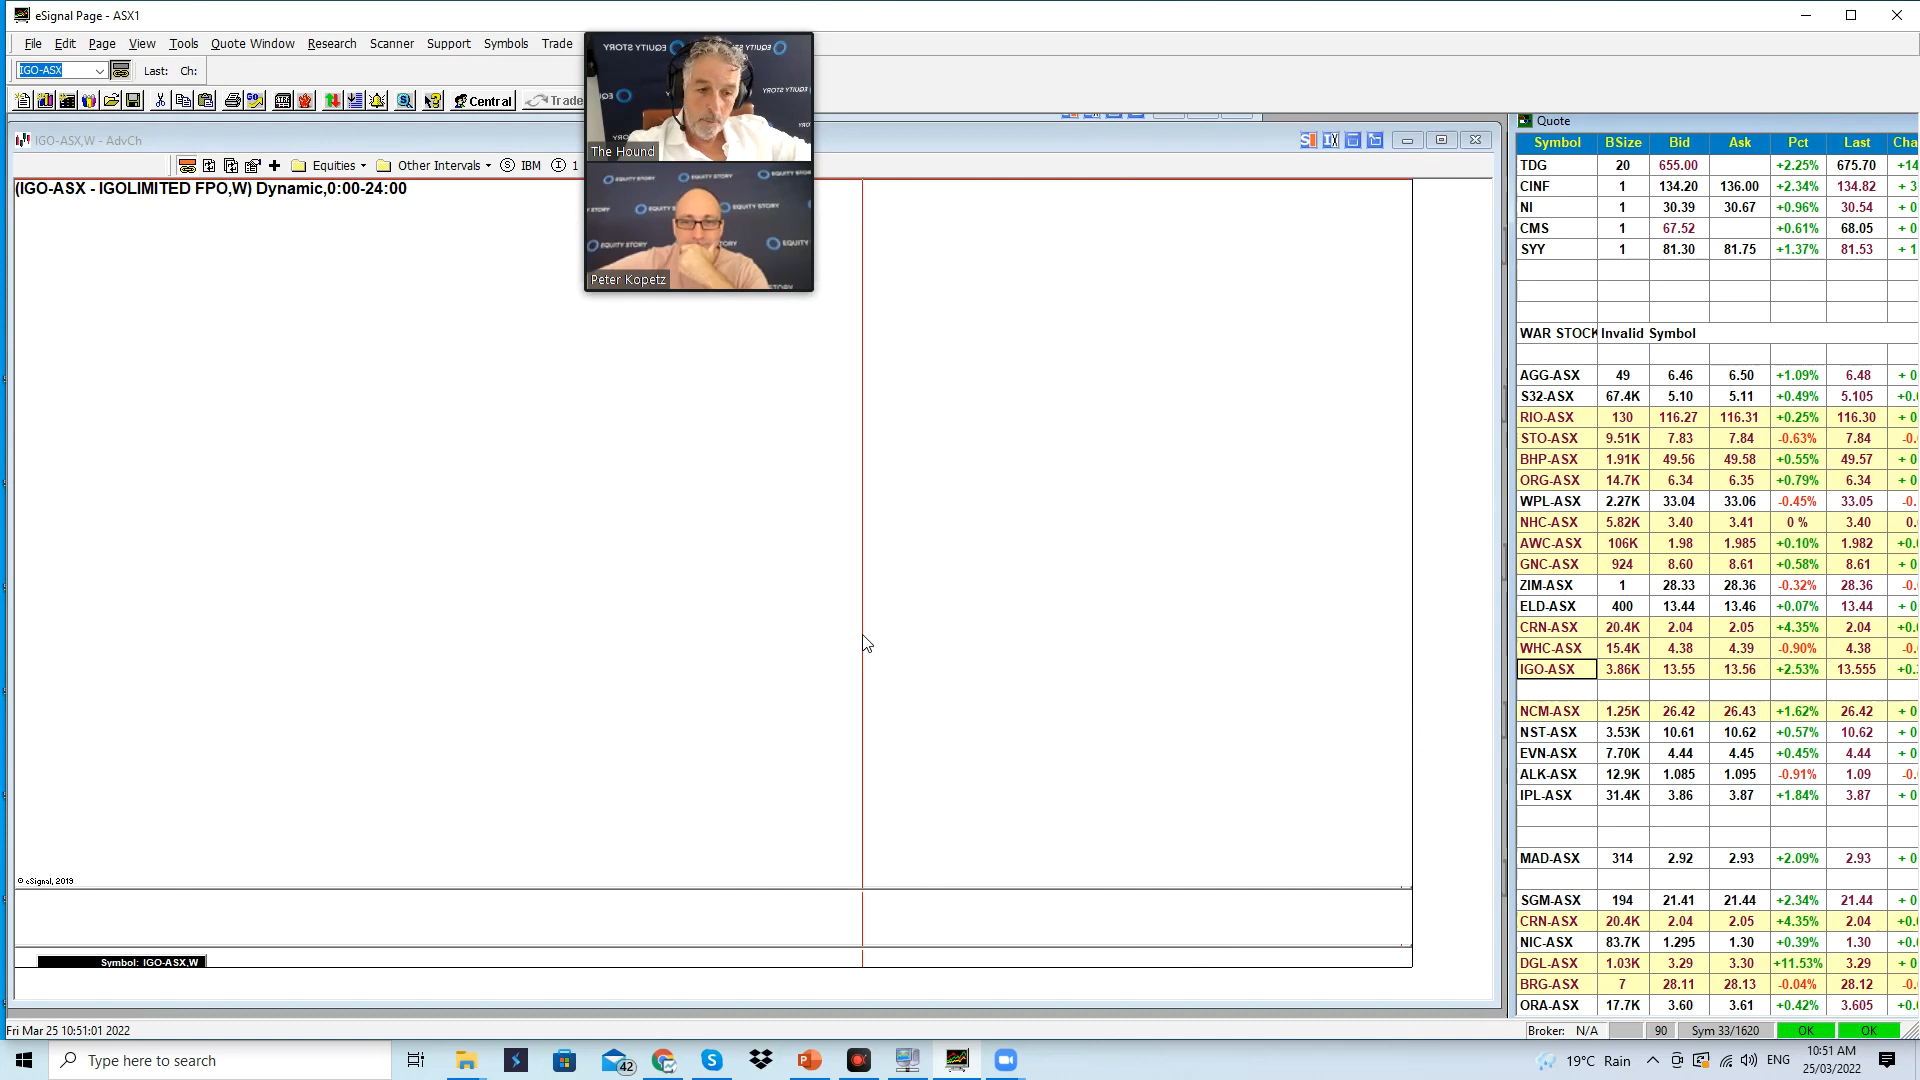 eSignal Page - ASX1
File Edit Page View Tools Quote Window Research Scanner Support Symbols Trade
IGO-ASX Last: Ch:
Central Trade
IGO-ASX,W - AdvCh
Equities Other Intervals IBM 1
(IGO-ASX - IGOLIMITED FPO,W) Dynamic,0:00-24:00
EQUITY STORY
The Hound
EQUITY STORY
Peter Kopetz
© eSignal, 2019
Symbol: IGO-ASX,W
Quote
Symbol BSize Bid Ask Pct Last Cha
TDG 20 655.00 +2.25% 675.70 +14
CINF 1 134.20 136.00 +2.34% 134.82 + 3
NI 1 30.39 30.67 +0.96% 30.54 + 0
CMS 1 67.52 +0.61% 68.05 + 0
SYY 1 81.30 81.75 +1.37% 81.53 + 1
WAR STOCK Invalid Symbol
AGG-ASX 49 6.46 6.50 +1.09% 6.48 + 0
S32-ASX 67.4K 5.10 5.11 +0.49% 5.105 +0.
RIO-ASX 130 116.27 116.31 +0.25% 116.30 + 0
STO-ASX 9.51K 7.83 7.84 -0.63% 7.84 -0.
BHP-ASX 1.91K 49.56 49.58 +0.55% 49.57 + 0
ORG-ASX 14.7K 6.34 6.35 +0.79% 6.34 + 0
WPL-ASX 2.27K 33.04 33.06 -0.45% 33.05 -0.
NHC-ASX 5.82K 3.40 3.41 0 % 3.40 0.
AWC-ASX 106K 1.98 1.985 +0.10% 1.982 +0.
GNC-ASX 924 8.60 8.61 +0.58% 8.61 + 0
ZIM-ASX 1 28.33 28.36 -0.32% 28.36 -0.
ELD-ASX 400 13.44 13.46 +0.07% 13.44 + 0
CRN-ASX 20.4K 2.04 2.05 +4.35% 2.04 +0.
WHC-ASX 15.4K 4.38 4.39 -0.90% 4.38 -0.
IGO-ASX 3.86K 13.55 13.56 +2.53% 13.555 +0.
NCM-ASX 1.25K 26.42 26.43 +1.62% 26.42 + 0
NST-ASX 3.53K 10.61 10.62 +0.57% 10.62 + 0
EVN-ASX 7.70K 4.44 4.45 +0.45% 4.44 + 0
ALK-ASX 12.9K 1.085 1.095 -0.91% 1.09 -0.
IPL-ASX 31.4K 3.86 3.87 +1.84% 3.87 + 0
MAD-ASX 314 2.92 2.93 +2.09% 2.93 + 0
SGM-ASX 194 21.41 21.44 +2.34% 21.44 + 0
CRN-ASX 20.4K 2.04 2.05 +4.35% 2.04 +0.
NIC-ASX 83.7K 1.295 1.30 +0.39% 1.30 + 0
DGL-ASX 1.03K 3.29 3.30 +11.53% 3.29 + 0
BRG-ASX 7 28.11 28.13 -0.04% 28.12 -0.
ORA-ASX 17.7K 3.60 3.61 +0.42% 3.605 + 0
Fri Mar 25 10:51:01 2022
Broker: N/A 90 Sym 33/1620 OK OK
Type here to search
42
19°C Rain
ENG
10:51 AM
25/03/2022